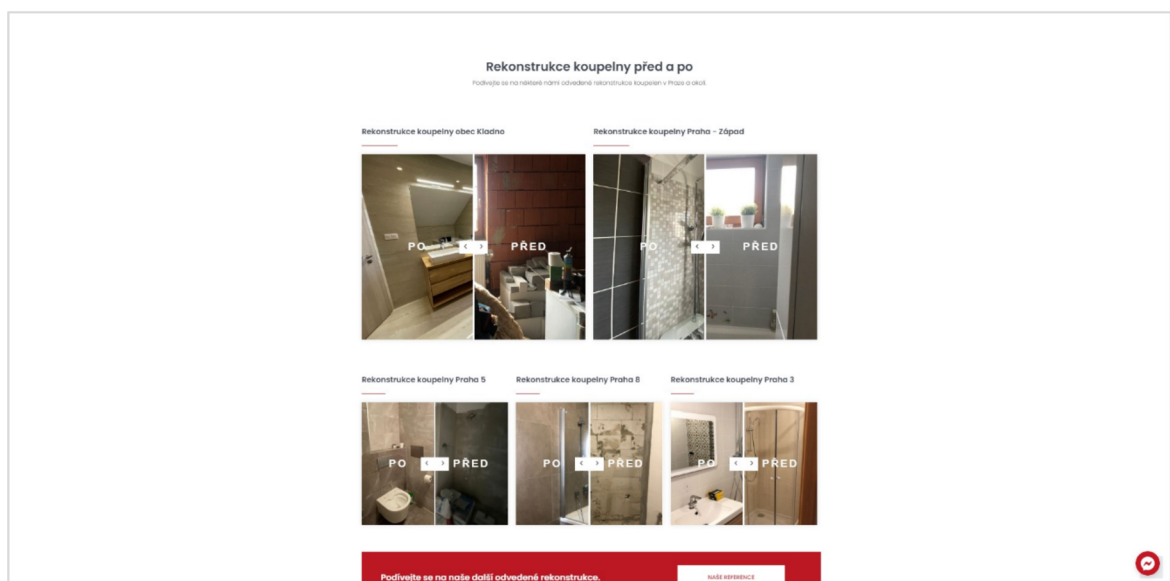 Rekonstrukce koupelny před a po
Podívejte se na některé námi odvedené rekonstrukce koupelen v Praze a okolí.
Rekonstrukce koupelny obec Kladno
Rekonstrukce koupelny Praha - Západ
PO
PŘED
PO
PŘED
Rekonstrukce koupelny Praha 5
Rekonstrukce koupelny Praha 8
Rekonstrukce koupelny Praha 3
PO
PŘED
PO
PŘED
PO
PŘED
Podívejte se na naše další odvedené rekonstrukce.
NAŠE REFERENCE